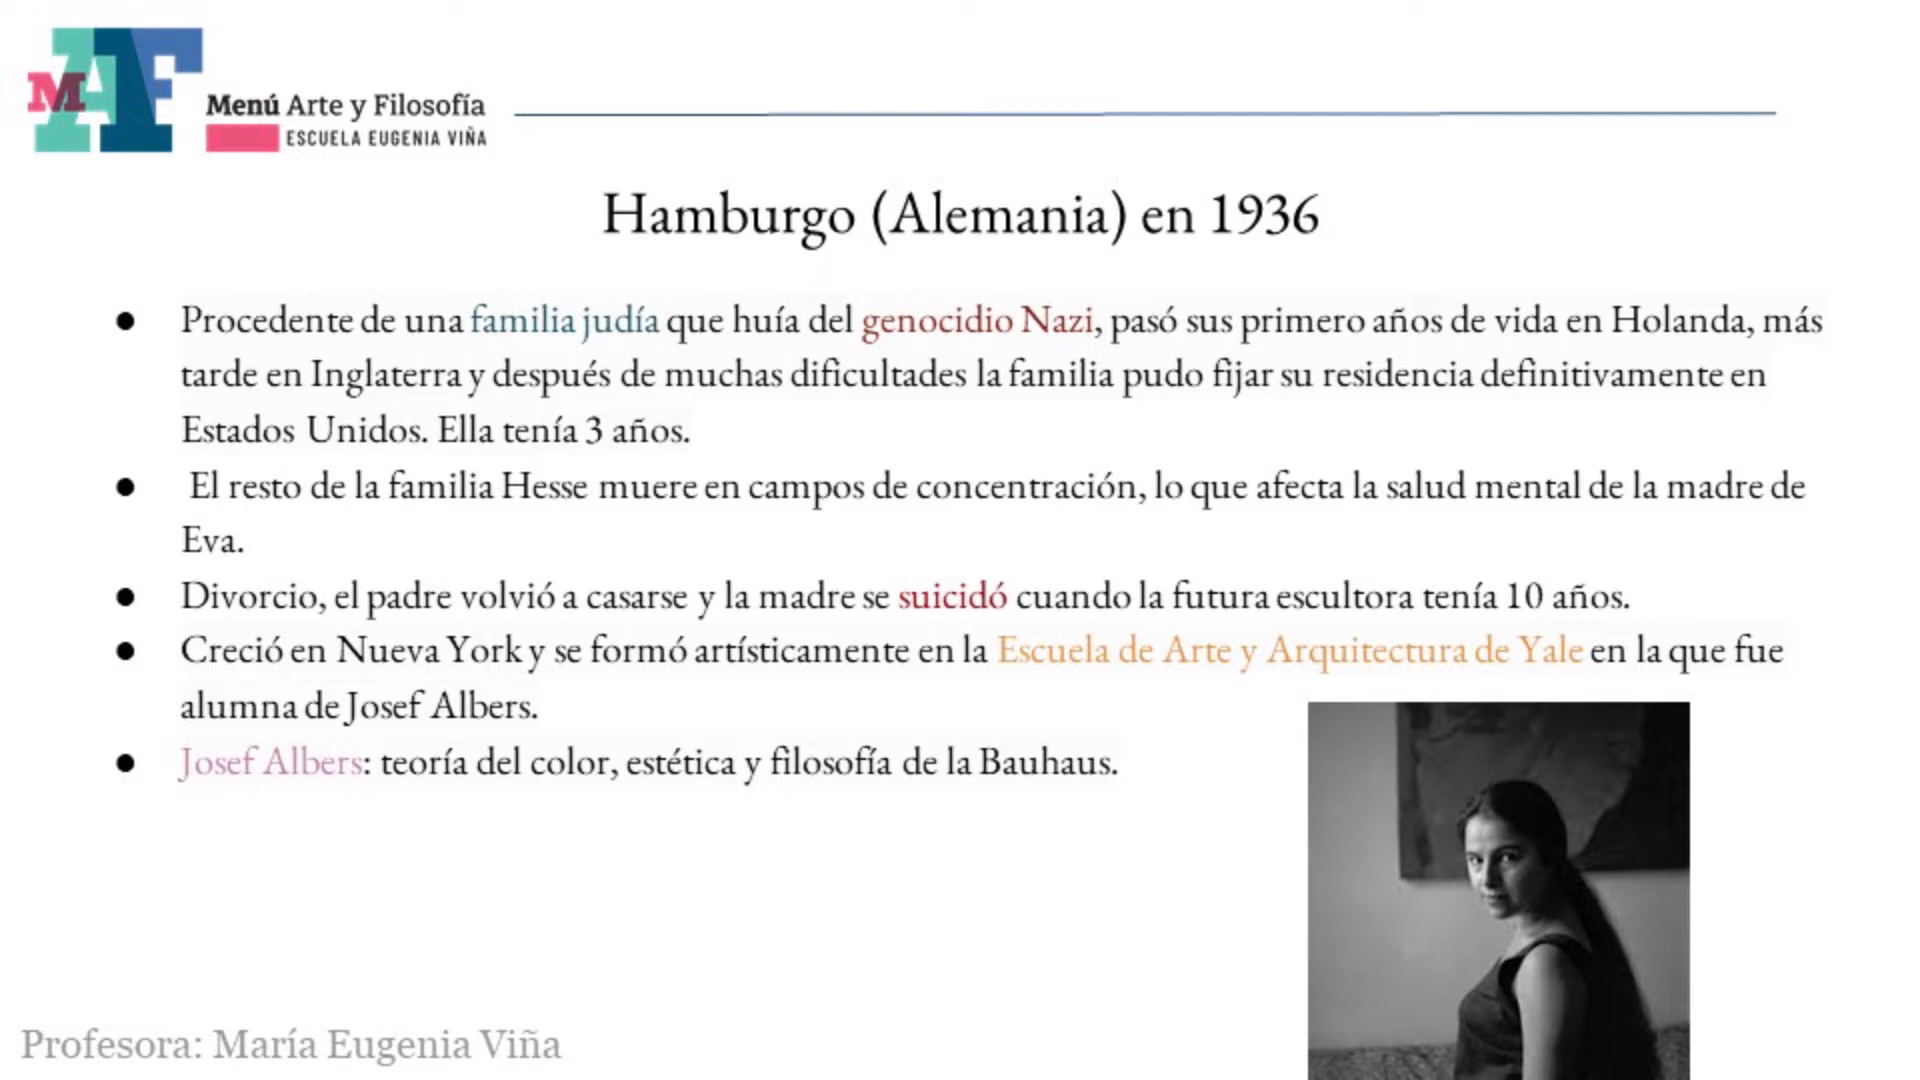 MAF
Menú Arte y Filosofía
ESCUELA EUGENIA VIÑA
Hamburgo (Alemania) en 1936
● Procedente de una familia judía que huía del genocidio Nazi, pasó sus primero años de vida en Holanda, más
tarde en Inglaterra y después de muchas dificultades la familia pudo fijar su residencia definitivamente en
Estados Unidos. Ella tenía 3 años.
● El resto de la familia Hesse muere en campos de concentración, lo que afecta la salud mental de la madre de
Eva.
● Divorcio, el padre volvió a casarse y la madre se suicidó cuando la futura escultora tenía 10 años.
● Creció en Nueva York y se formó artísticamente en la Escuela de Arte y Arquitectura de Yale en la que fue
alumna de Josef Albers.
● Josef Albers: teoría del color, estética y filosofía de la Bauhaus.
Profesora: María Eugenia Viña